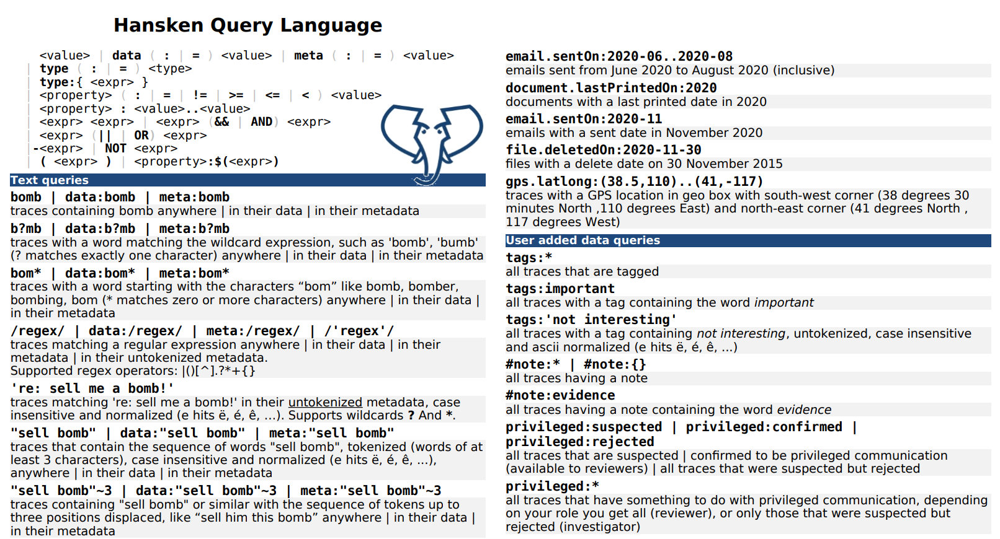 Hansken Query Language
<value> | data ( : | = ) <value> | meta ( : | = ) <value>
| type ( : | = ) <type>
| type:{ <expr> }
| <property> ( : | = | != | >= | <= | < ) <value>
| <property> : <value>..<value>
| <expr> <expr> | <expr> (&& | AND) <expr>
| <expr> (|| | OR) <expr>
|-<expr> | NOT <expr>
| ( <expr> ) | <property>:$(<expr>)
Text queries
bomb | data:bomb | meta:bomb
traces containing bomb anywhere | in their data | in their metadata
b?mb | data:b?mb | meta:b?mb
traces with a word matching the wildcard expression, such as 'bomb', 'bumb'
(? matches exactly one character) anywhere | in their data | in their metadata
bom* | data:bom* | meta:bom*
traces with a word starting with the characters “bom” like bomb, bomber,
bombing, bom (* matches zero or more characters) anywhere | in their data |
in their metadata
/regex/ | data:/regex/ | meta:/regex/ | /'regex'/
traces matching a regular expression anywhere | in their data | in their
metadata | in their untokenized metadata.
Supported regex operators: |()[^].?*+{}
're: sell me a bomb!'
traces matching 're: sell me a bomb!' in their untokenized metadata, case
insensitive and normalized (e hits ë, é, ê, …). Supports wildcards ? And *.
"sell bomb" | data:"sell bomb" | meta:"sell bomb"
traces that contain the sequence of words "sell bomb", tokenized (words of at
least 3 characters), case insensitive and normalized (e hits ë, é, ê, ...),
anywhere | in their data | in their metadata
"sell bomb"~3 | data:"sell bomb"~3 | meta:"sell bomb"~3
traces containing "sell bomb" or similar with the sequence of tokens up to
three positions displaced, like “sell him this bomb” anywhere | in their data |
in their metadata
email.sentOn:2020-06..2020-08
emails sent from June 2020 to August 2020 (inclusive)
document.lastPrintedOn:2020
documents with a last printed date in 2020
email.sentOn:2020-11
emails with a sent date in November 2020
file.deletedOn:2020-11-30
files with a delete date on 30 November 2015
gps.latlong:(38.5,110)..(41,-117)
traces with a GPS location in geo box with south-west corner (38 degrees 30
minutes North ,110 degrees East) and north-east corner (41 degrees North ,
117 degrees West)
User added data queries
tags:*
all traces that are tagged
tags:important
all traces with a tag containing the word important
tags:'not interesting'
all traces with a tag containing not interesting, untokenized, case insensitive
and ascii normalized (e hits ë, é, ê, ...)
#note:* | #note:{}
all traces having a note
#note:evidence
all traces having a note containing the word evidence
privileged:suspected | privileged:confirmed |
privileged:rejected
all traces that are suspected | confirmed to be privileged communication
(available to reviewers) | all traces that were suspected but rejected
privileged:*
all traces that have something to do with privileged communication, depending
on your role you get all (reviewer), or only those that were suspected but
rejected (investigator)